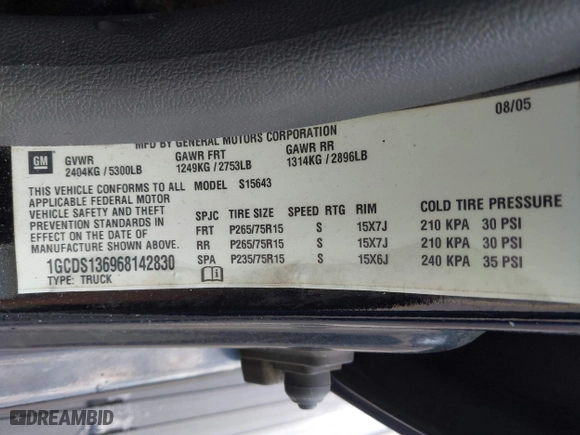 MFD BY GENERAL MOTORS CORPORATION
08/05
GM
GVWR GAWR FRT GAWR RR
2404KG / 5300LB 1249KG / 2753LB 1314KG / 2896LB
THIS VEHICLE CONFORMS TO ALL MODEL S15643
APPLICABLE FEDERAL MOTOR
VEHICLE SAFETY AND THEFT
PREVENTION STANDARDS IN
EFFECT ON THE DATE OF
MANUFACTURE SHOWN ABOVE.
1GCDS136968142830
TYPE: TRUCK
SPJC TIRE SIZE SPEED RTG RIM COLD TIRE PRESSURE
FRT P265/75R15 S 15X7J 210 KPA 30 PSI
RR P265/75R15 S 15X7J 210 KPA 30 PSI
SPA P235/75R15 S 15X6J 240 KPA 35 PSI
DREAMBID